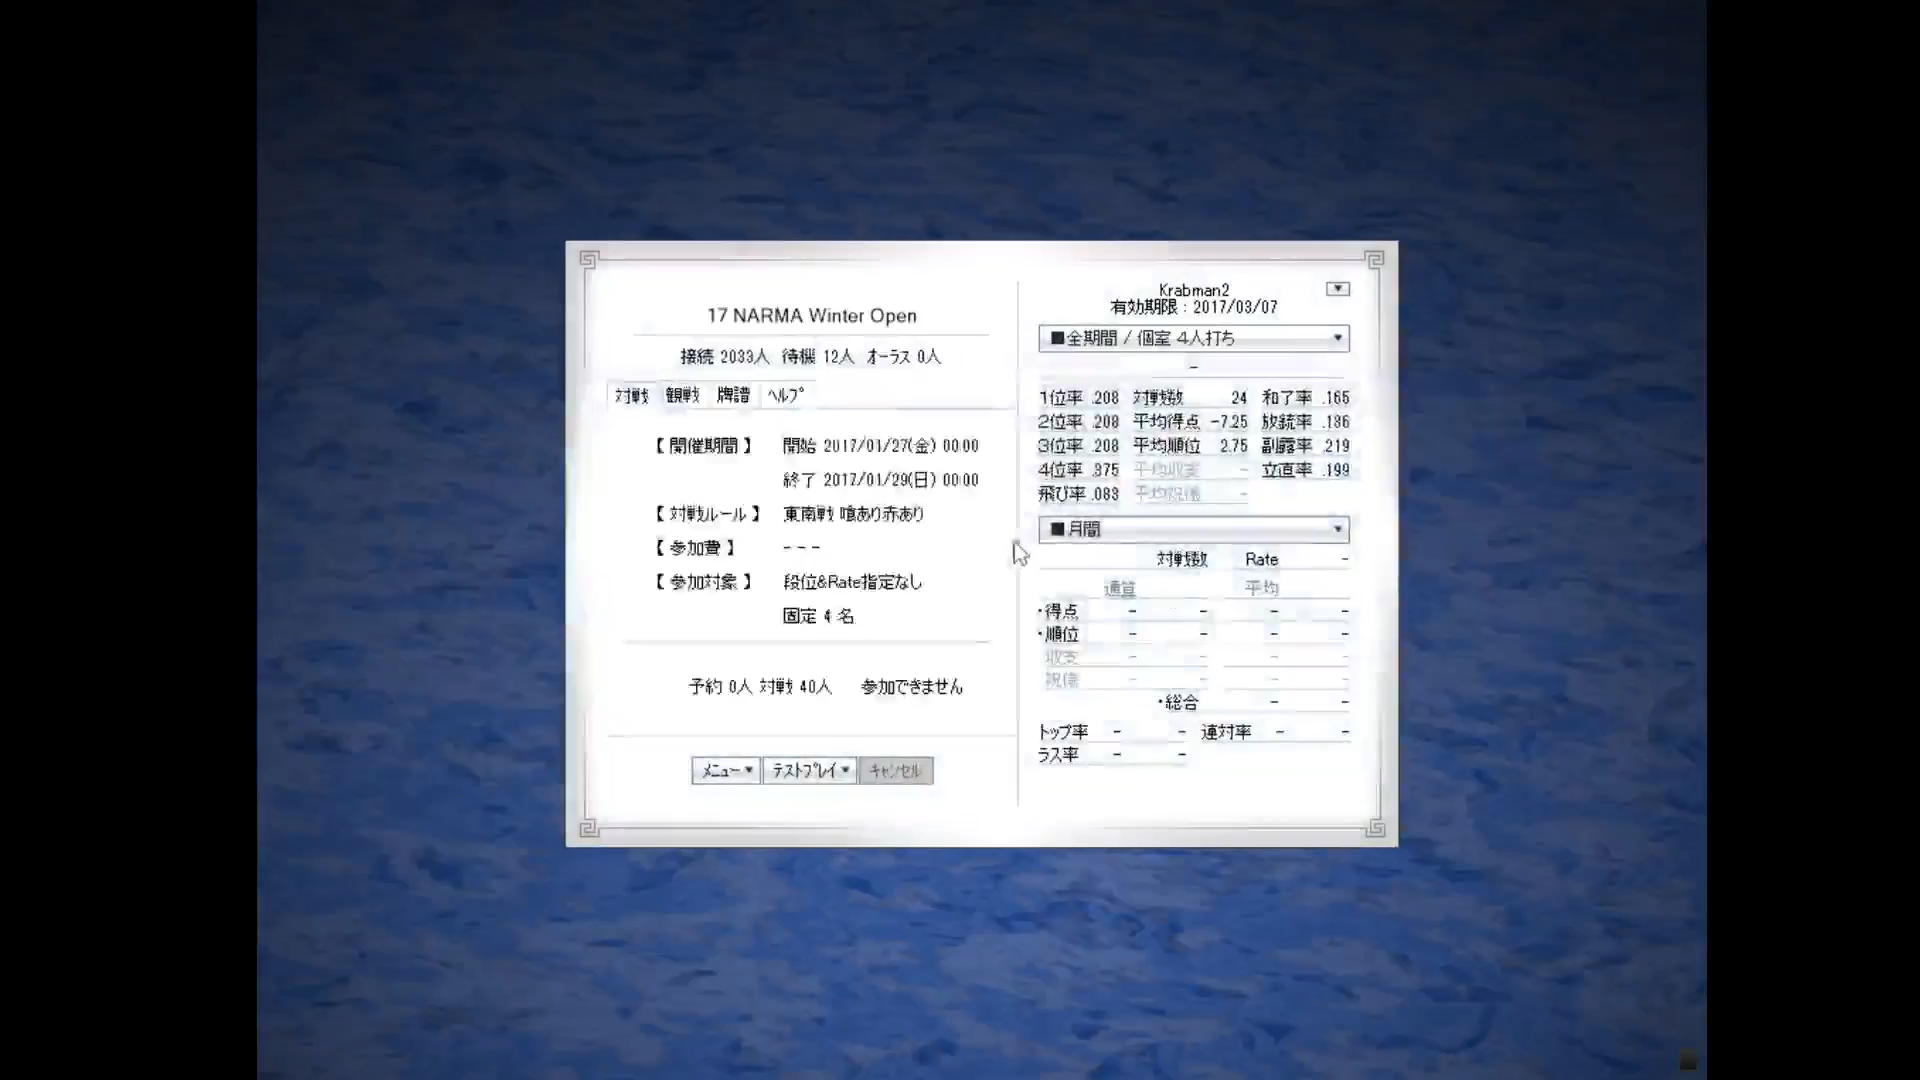 17 NARMA Winter Open
接続 2033人 待機 12人 オーラス 0人
対戦 観戦 牌譜 ヘルプ
【 開催期間 】 開始 2017/01/27(金) 00:00
終了 2017/01/29(日) 00:00
【 対戦ルール 】 東南戦 喰あり赤あり
【 参加費 】 - - -
【 参加対象 】 段位&Rate指定なし
固定 4 名
予約 0人 対戦 40人 参加できません
メニュー▼ テストプレイ▼ キャンセル
Krabman2
有効期限 : 2017/03/07
■全期間 / 個室 4人打ち
-
1位率 .208 対戦数 24 和了率 .165
2位率 .208 平均得点 -7.25 放銃率 .136
3位率 .208 平均順位 2.75 副露率 .219
4位率 .375 平均収支 - 立直率 .199
飛び率 .083 平均祝儀 -
■月間
対戦数 Rate -
通算 平均
・得点 - - - -
・順位 - - - -
収支 - - - -
祝儀 - - - -
・総合 - -
トップ率 - - 連対率 - -
ラス率 - -